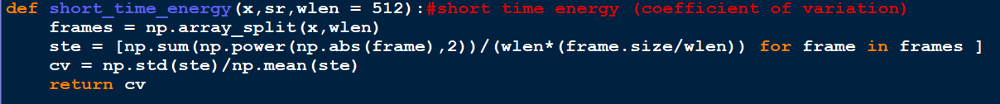 def short_time_energy(x,sr,wlen = 512):#short time energy (coefficient of variation)
    frames = np.array_split(x,wlen)
    ste = [np.sum(np.power(np.abs(frame),2))/(wlen*(frame.size/wlen)) for frame in frames ]
    cv = np.std(ste)/np.mean(ste)
    return cv